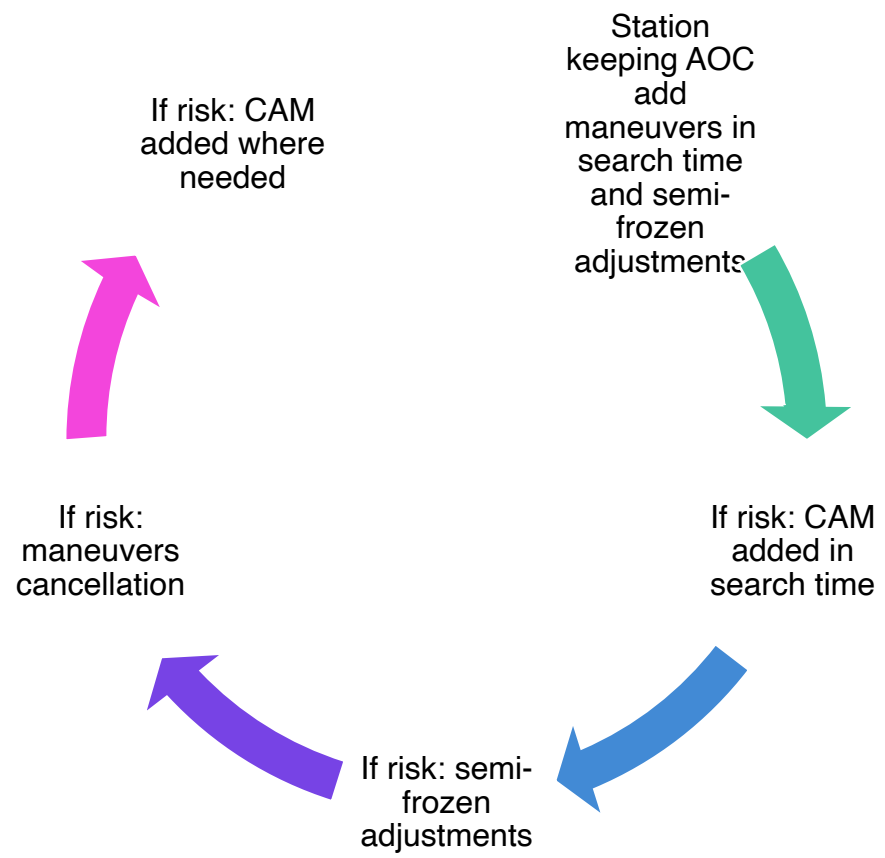 Station
keeping AOC
add
maneuvers in
search time
and semi-
frozen
adjustments
If risk: CAM
added in
search time
If risk: semi-
frozen
adjustments
If risk:
maneuvers
cancellation
If risk: CAM
added where
needed